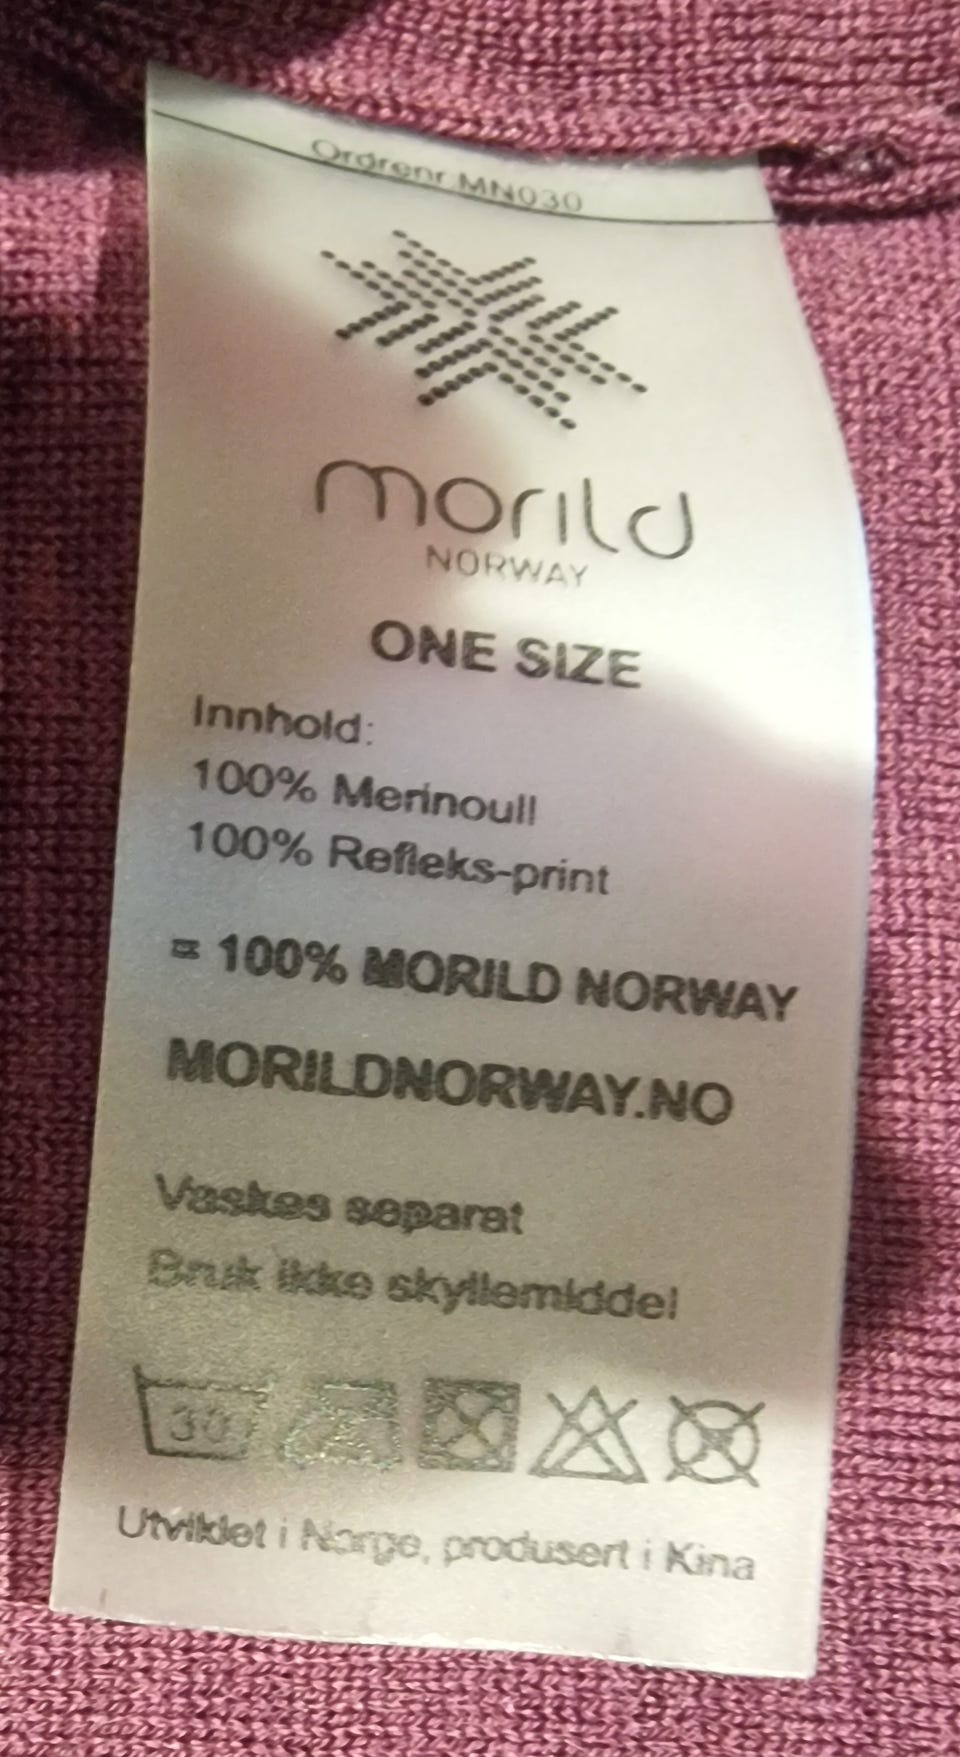 Ordrenr MN030
morild
NORWAY
ONE SIZE
Innhold:
100% Merinoull
100% Refleks-print
= 100% MORILD NORWAY
MORILDNORWAY.NO
Vaskes separat
Bruk ikke skyllemiddel
30
Utviklet i Norge, produsert i Kina